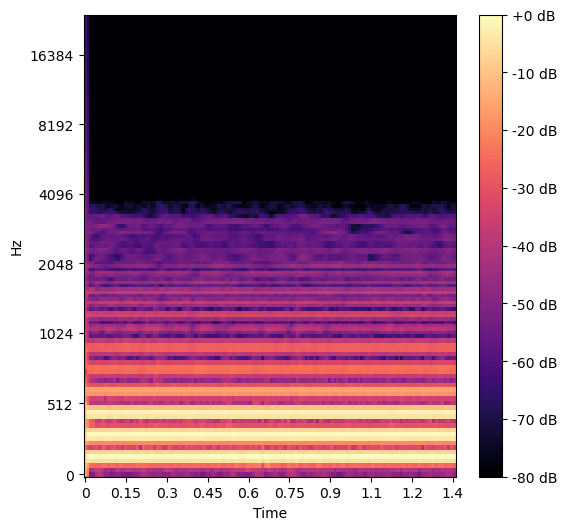 +0 dB
16384
-10 dB
8192
-20 dB
-30 dB
4096
-40 dB
Hz
2048
-50 dB
1024
-60 dB
512
-70 dB
0
-80 dB
0 0.15 0.3 0.45 0.6 0.75 0.9 1.1 1.2 1.4
Time